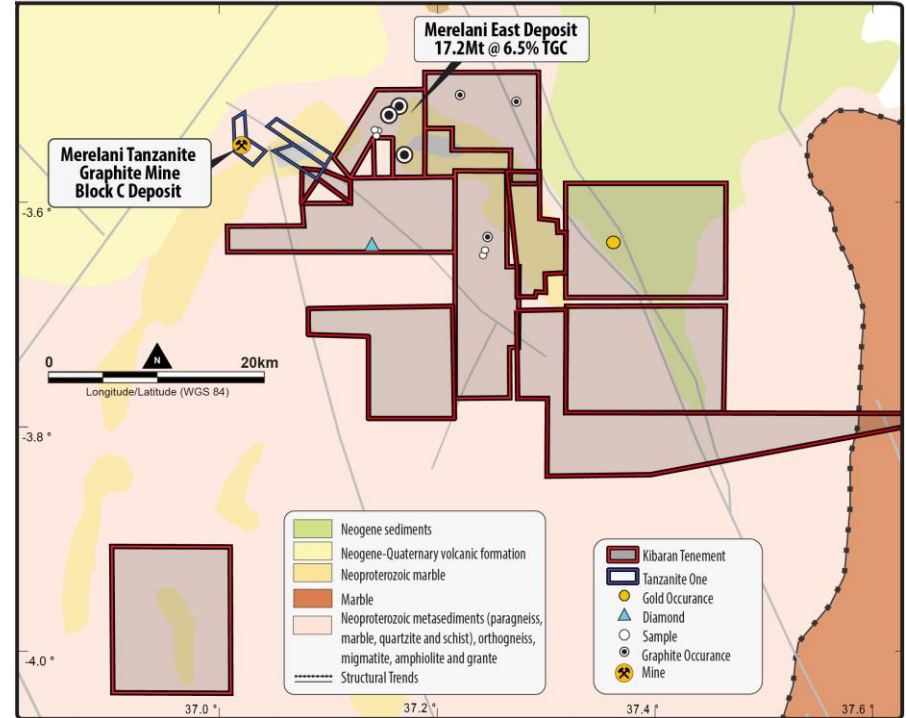 Merelani East Deposit
17.2Mt @ 6.5% TGC
Merelani Tanzanite
Graphite Mine
Block C Deposit
-3.6 °
0
N
20km
Longitude/Latitude (WGS 84)
-3.8 °
Neogene sediments
Neogene-Quaternary volcanic formation
Neoproterozoic marble
Marble
Neoproterozoic metasediments (paragneiss,
marble, quartzite and schist), orthogneiss,
migmatite, amphiolite and grante
Structural Trends
Kibaran Tenement
Tanzanite One
Gold Occurance
Diamond
Sample
Graphite Occurance
Mine
-4.0 °
37.0 °
37.2 °
37.4 °
37.6 °